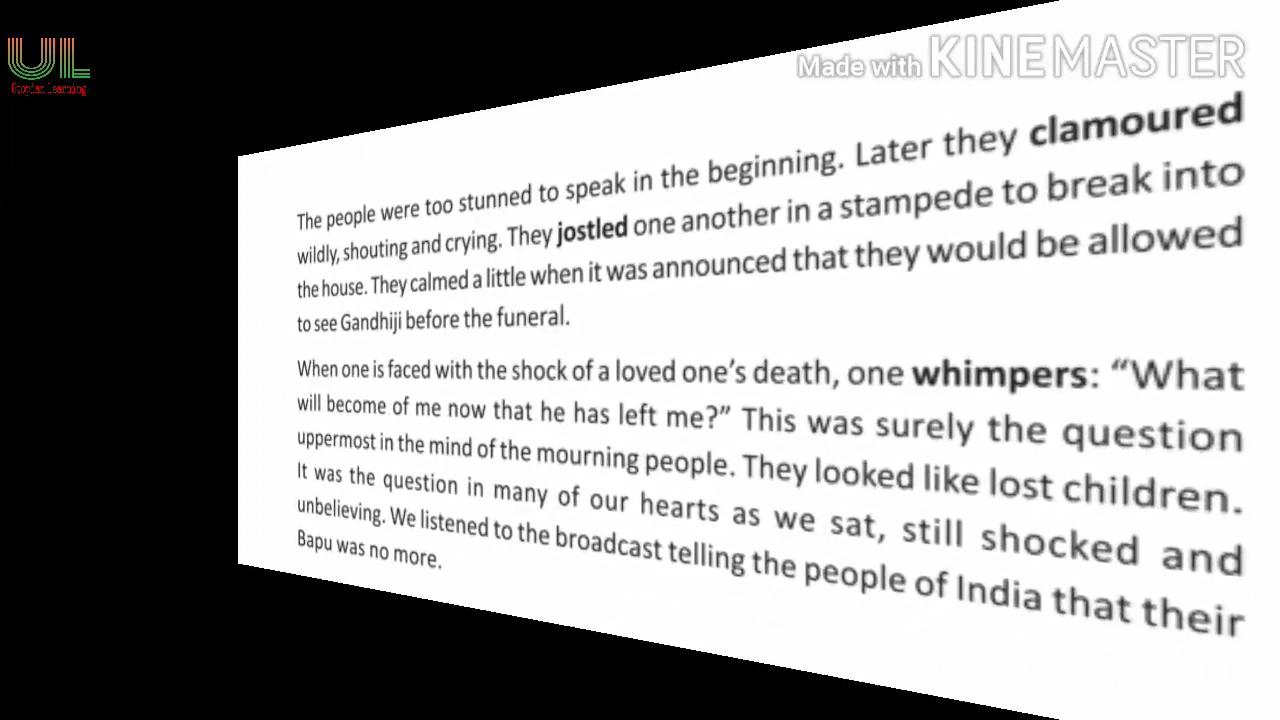 UL
Utopian Learning
Made with KINEMASTER
The people were too stunned to speak in the beginning. Later they clamoured
wildly, shouting and crying. They jostled one another in a stampede to break into
the house. They calmed a little when it was announced that they would be allowed
to see Gandhiji before the funeral.
When one is faced with the shock of a loved one's death, one whimpers: “What
will become of me now that he has left me?” This was surely the question
uppermost in the mind of the mourning people. They looked like lost children.
It was the question in many of our hearts as we sat, still shocked and
unbelieving. We listened to the broadcast telling the people of India that their
Bapu was no more.